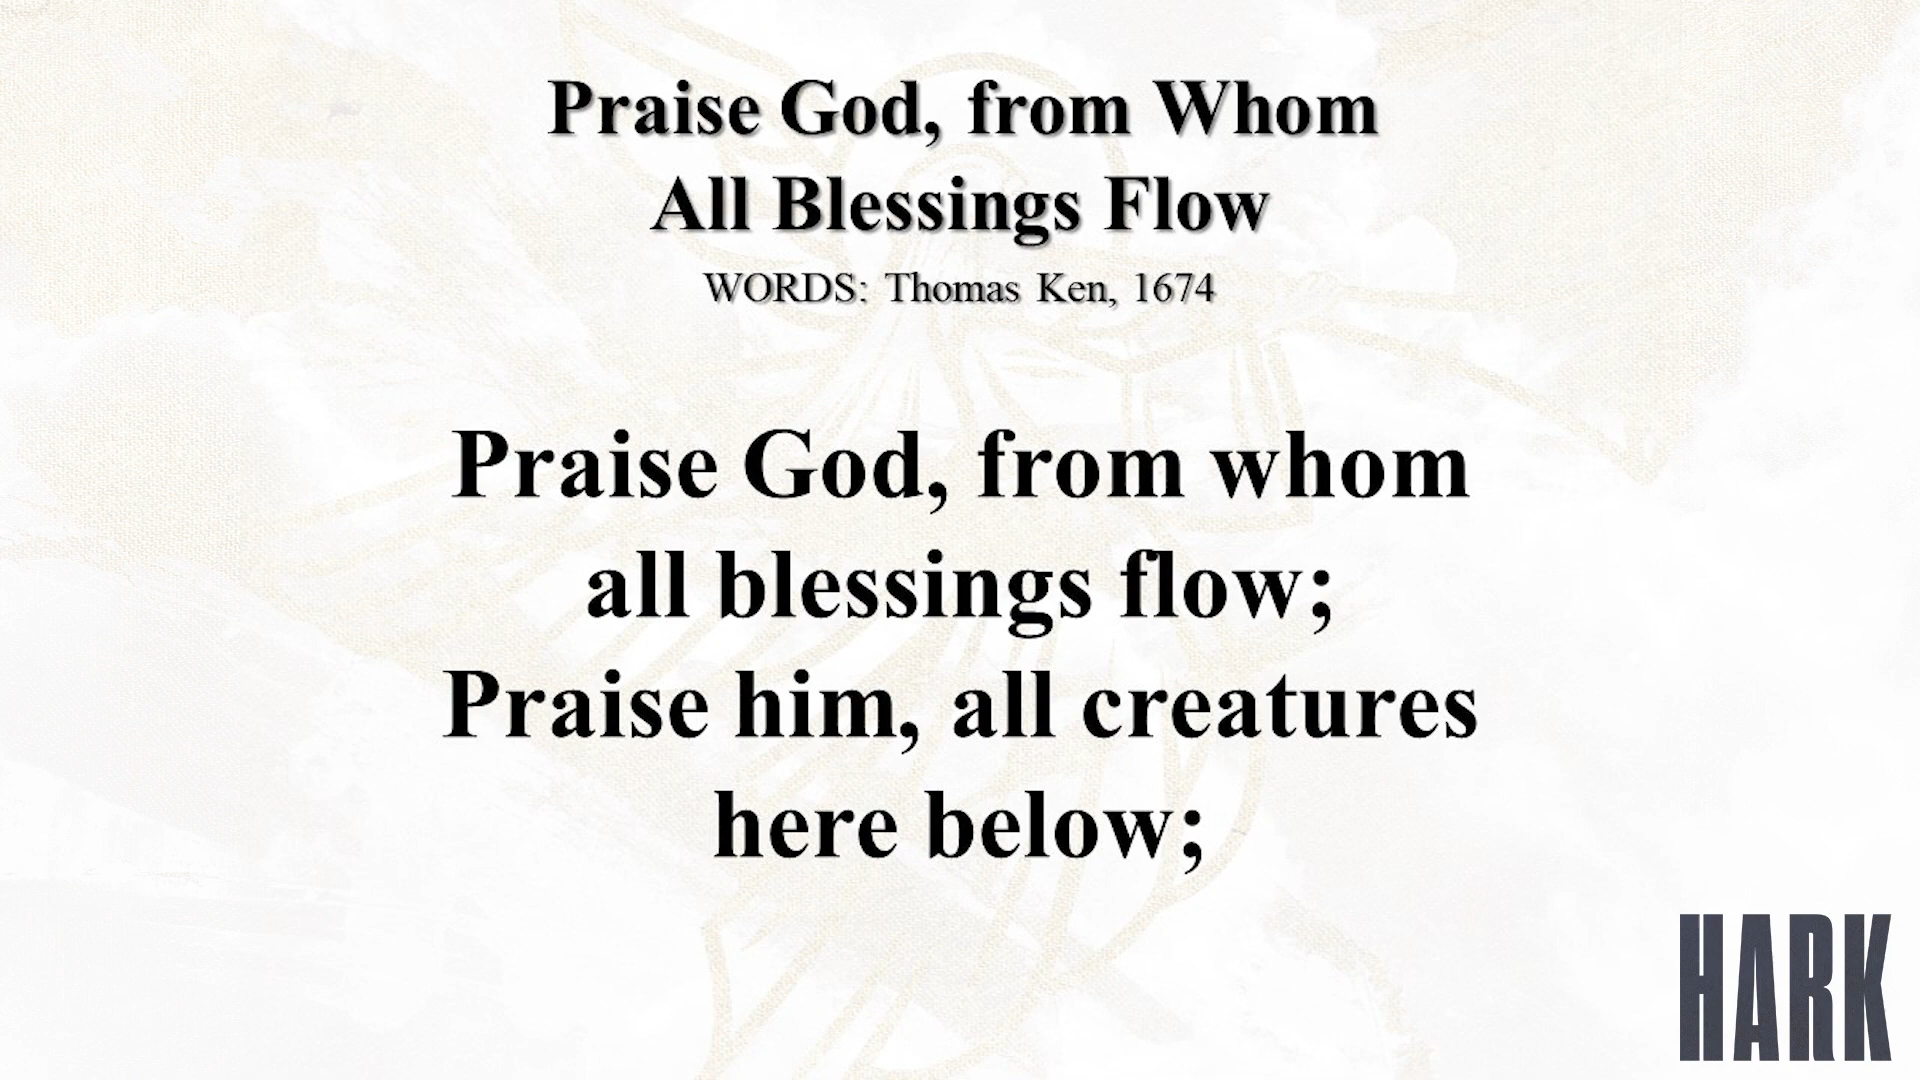 Praise God, from Whom
All Blessings Flow
WORDS: Thomas Ken, 1674
Praise God, from whom
all blessings flow;
Praise him, all creatures
here below;
HARK